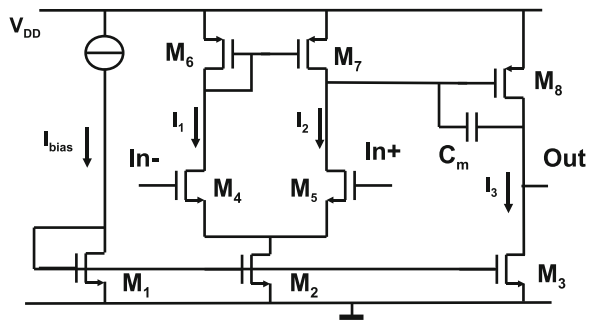 V_DD
M_6
M_7
M_8
I_1
I_2
I_bias
In-
In+
C_m
Out
M_4
M_5
I_3
M_1
M_2
M_3